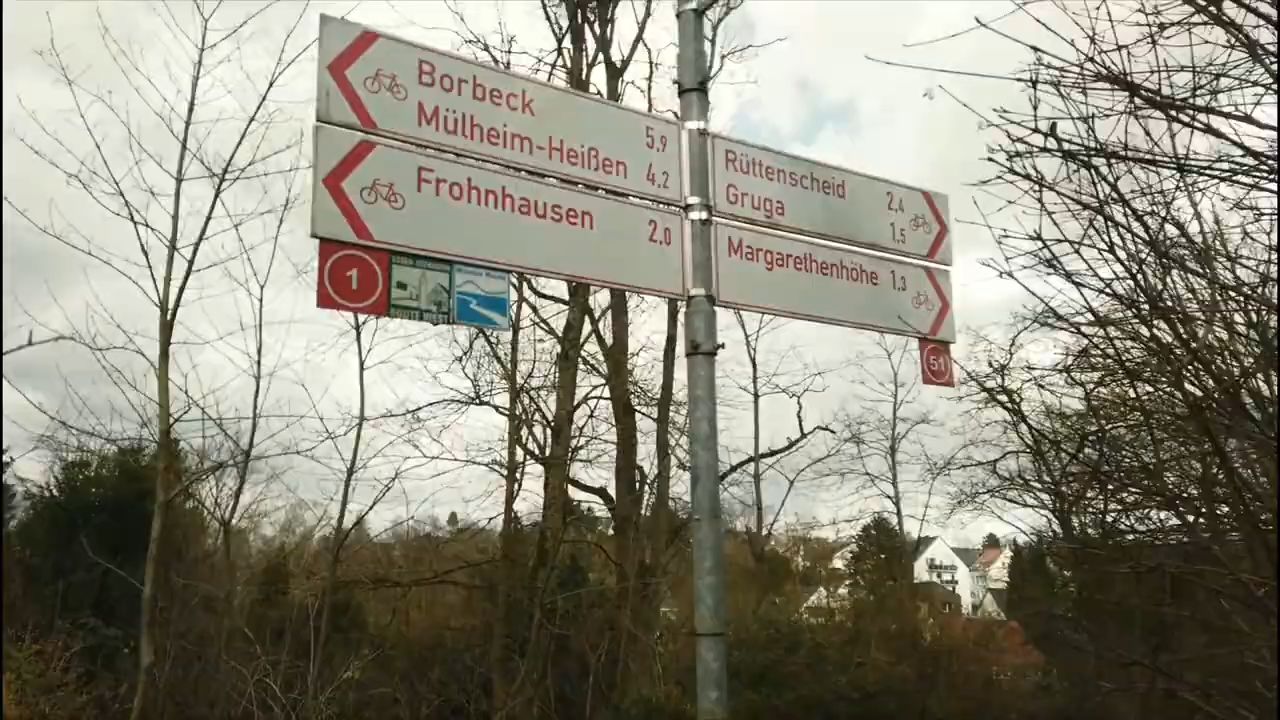 Borbeck 5,9
Mülheim-Heißen 4,2
Frohnhausen 2,0
1
Rüttenscheid 2,4
Gruga 1,5
Margarethenhöhe 1,3
51